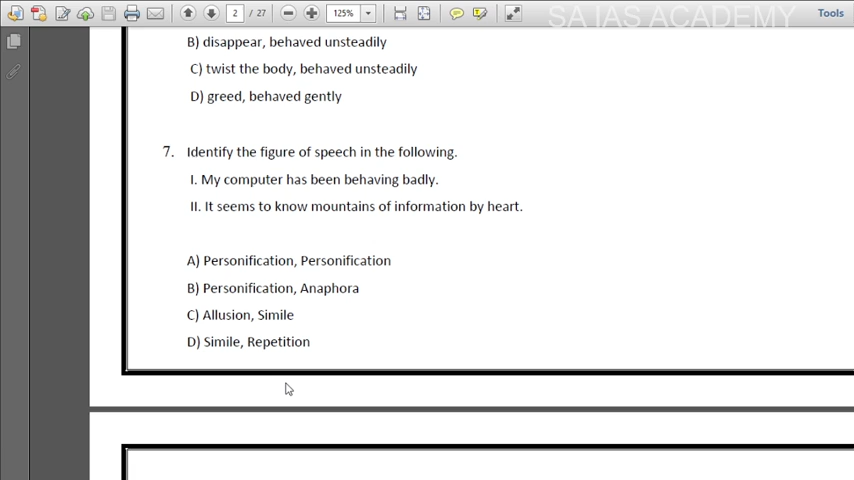 2 / 27
125%
SA IAS ACADEMY
Tools
B) disappear, behaved unsteadily
C) twist the body, behaved unsteadily
D) greed, behaved gently
7. Identify the figure of speech in the following.
I. My computer has been behaving badly.
II. It seems to know mountains of information by heart.
A) Personification, Personification
B) Personification, Anaphora
C) Allusion, Simile
D) Simile, Repetition